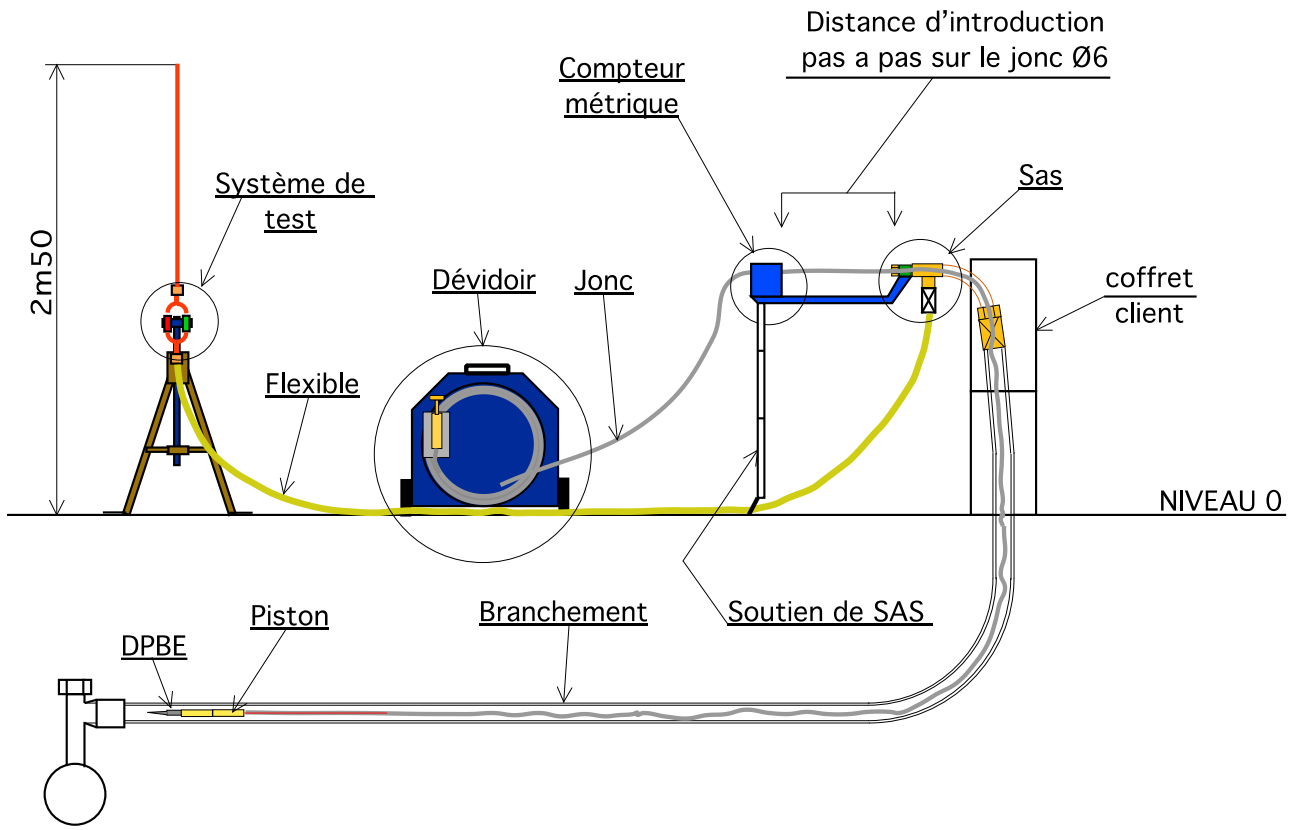 Distance d'introduction
pas a pas sur le jonc Ø6
Compteur
métrique
Système de
test
Sas
2m50
Dévidoir
Jonc
coffret
client
Flexible
NIVEAU 0
Piston
Branchement
Soutien de SAS
DPBE